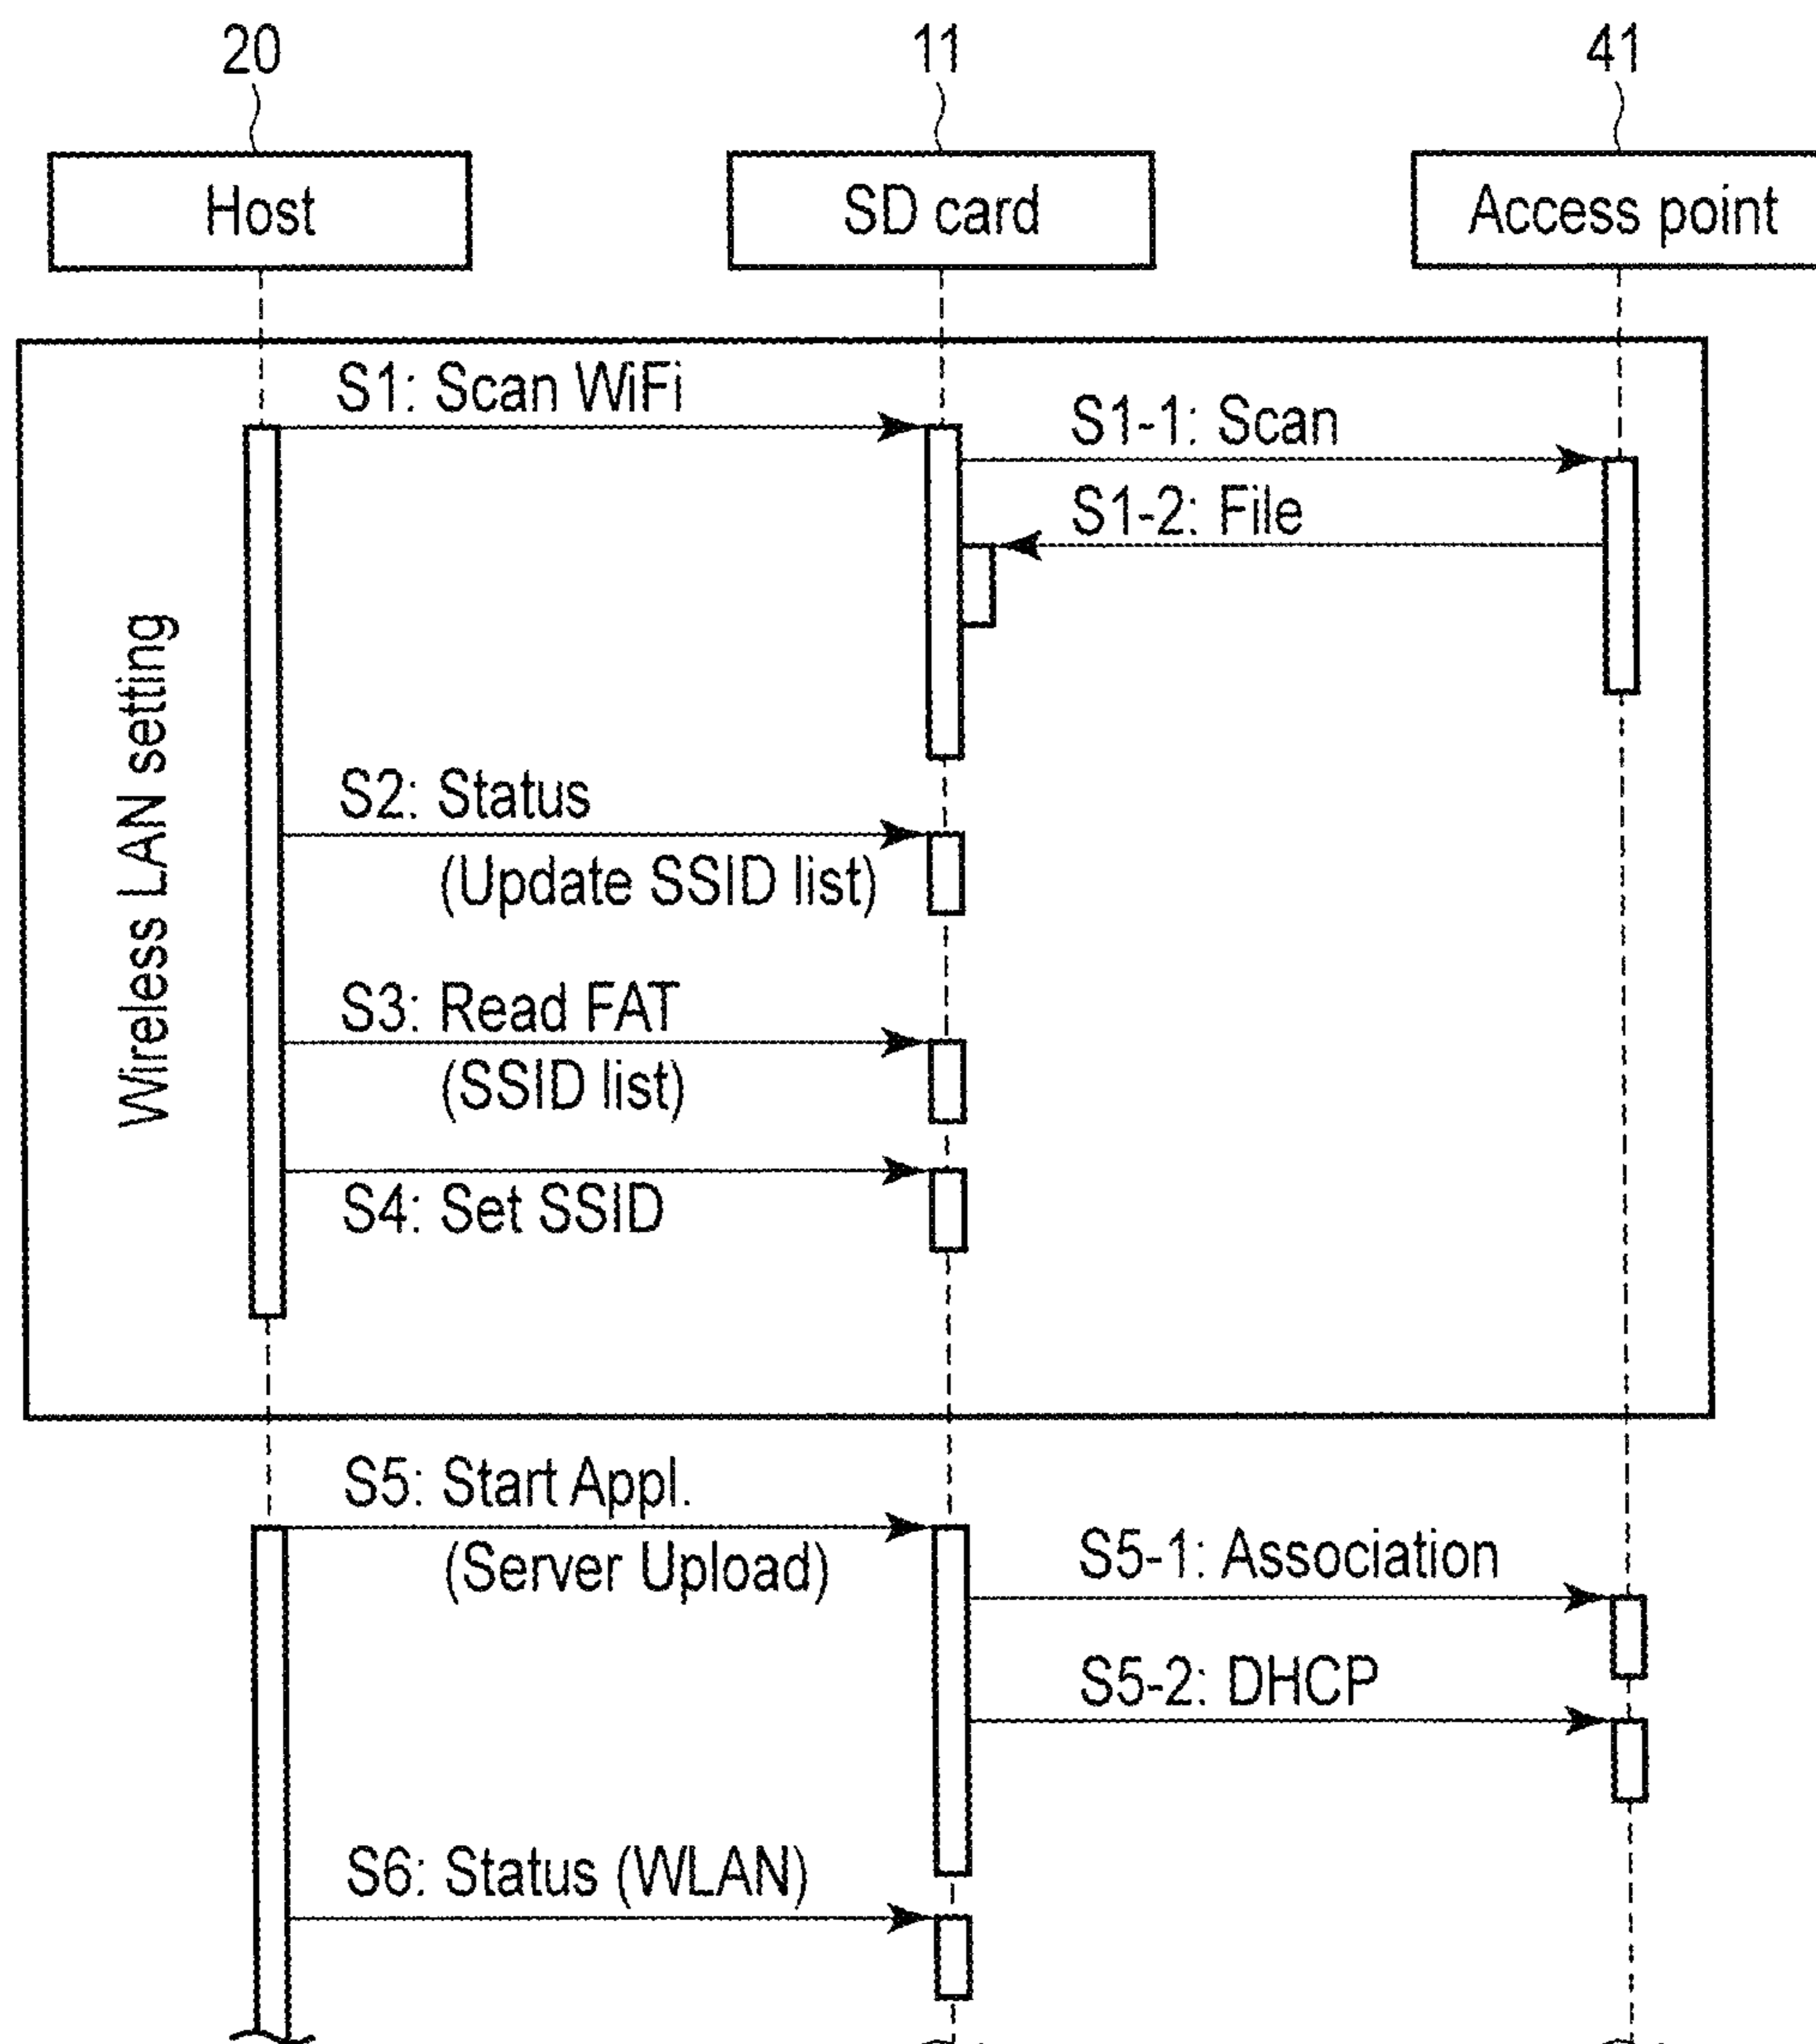 20
11
41
Host
SD card
Access point
S1: Scan WiFi
S1-1: Scan
S1-2: File
Wireless LAN setting
S2: Status
(Update SSID list)
S3: Read FAT
(SSID list)
S4: Set SSID
S5: Start Appl.
(Server Upload)
S5-1: Association
S5-2: DHCP
S6: Status (WLAN)